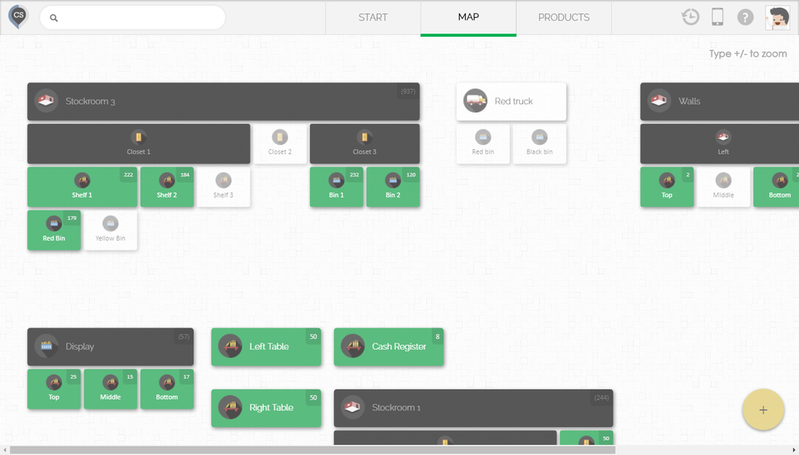 CS
START
MAP
PRODUCTS
?
Type +/- to zoom
Stockroom 3
(937)
Closet 1
Closet 2
Closet 3
Shelf 1
222
Shelf 2
184
Shelf 3
Bin 1
232
Bin 2
120
Red Bin
179
Yellow Bin
Red truck
Red bin
Black bin
Walls
Left
Top
2
Middle
Bottom
Display
(57)
Top
25
Middle
15
Bottom
17
Left Table
50
Cash Register
8
Right Table
50
Stockroom 1
(244)
50
+